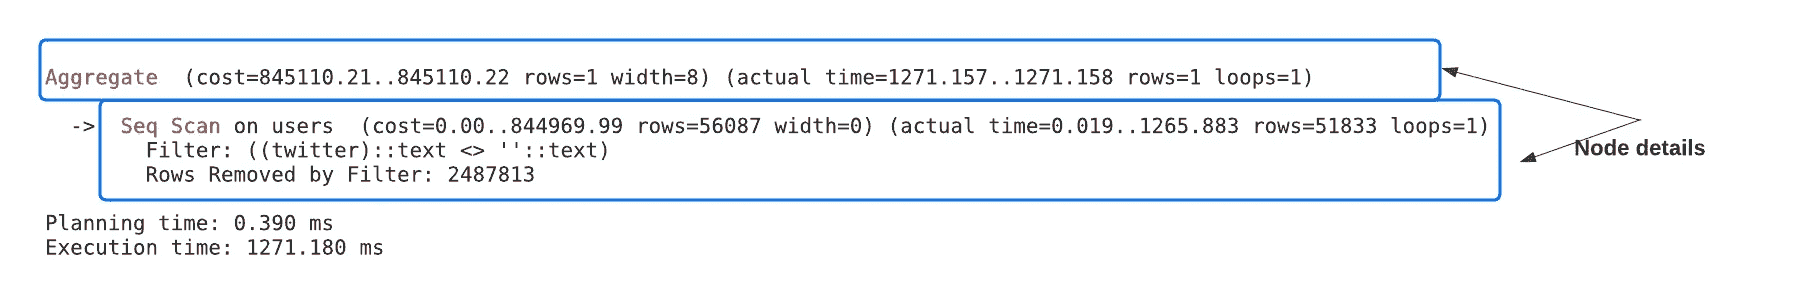 Aggregate  (cost=845110.21..845110.22 rows=1 width=8) (actual time=1271.157..1271.158 rows=1 loops=1)
->  Seq Scan on users  (cost=0.00..844969.99 rows=56087 width=0) (actual time=0.019..1265.883 rows=51833 loops=1)
Filter: ((twitter)::text <> ''::text)
Rows Removed by Filter: 2487813
Node details
Planning time: 0.390 ms
Execution time: 1271.180 ms